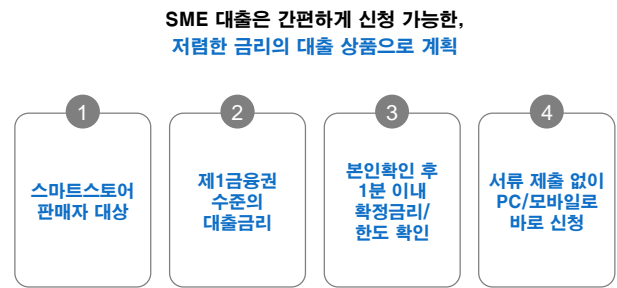 SME 대출은 간편하게 신청 가능한,
저렴한 금리의 대출 상품으로 계획
1
스마트스토어
판매자 대상
2
제1금융권
수준의
대출금리
3
본인확인 후
1분 이내
확정금리/
한도 확인
4
서류 제출 없이
PC/모바일로
바로 신청